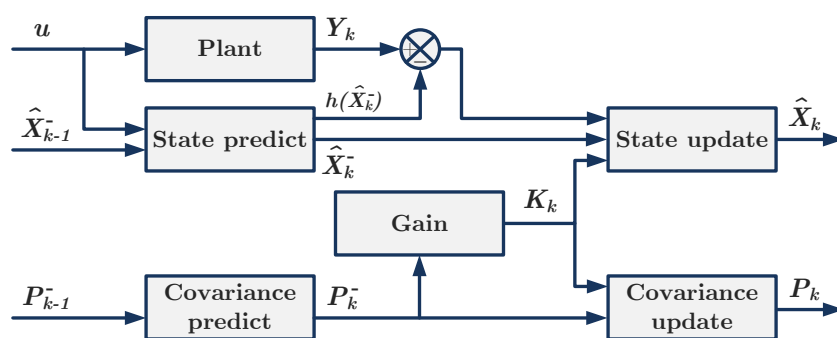 u
Plant
Y_k
+
−
h(X̂_k^-)
X̂_{k-1}^-
State predict
X̂_k^-
State update
X̂_k
Gain
K_k
P_{k-1}^-
Covariance
predict
P_k^-
Covariance
update
P_k